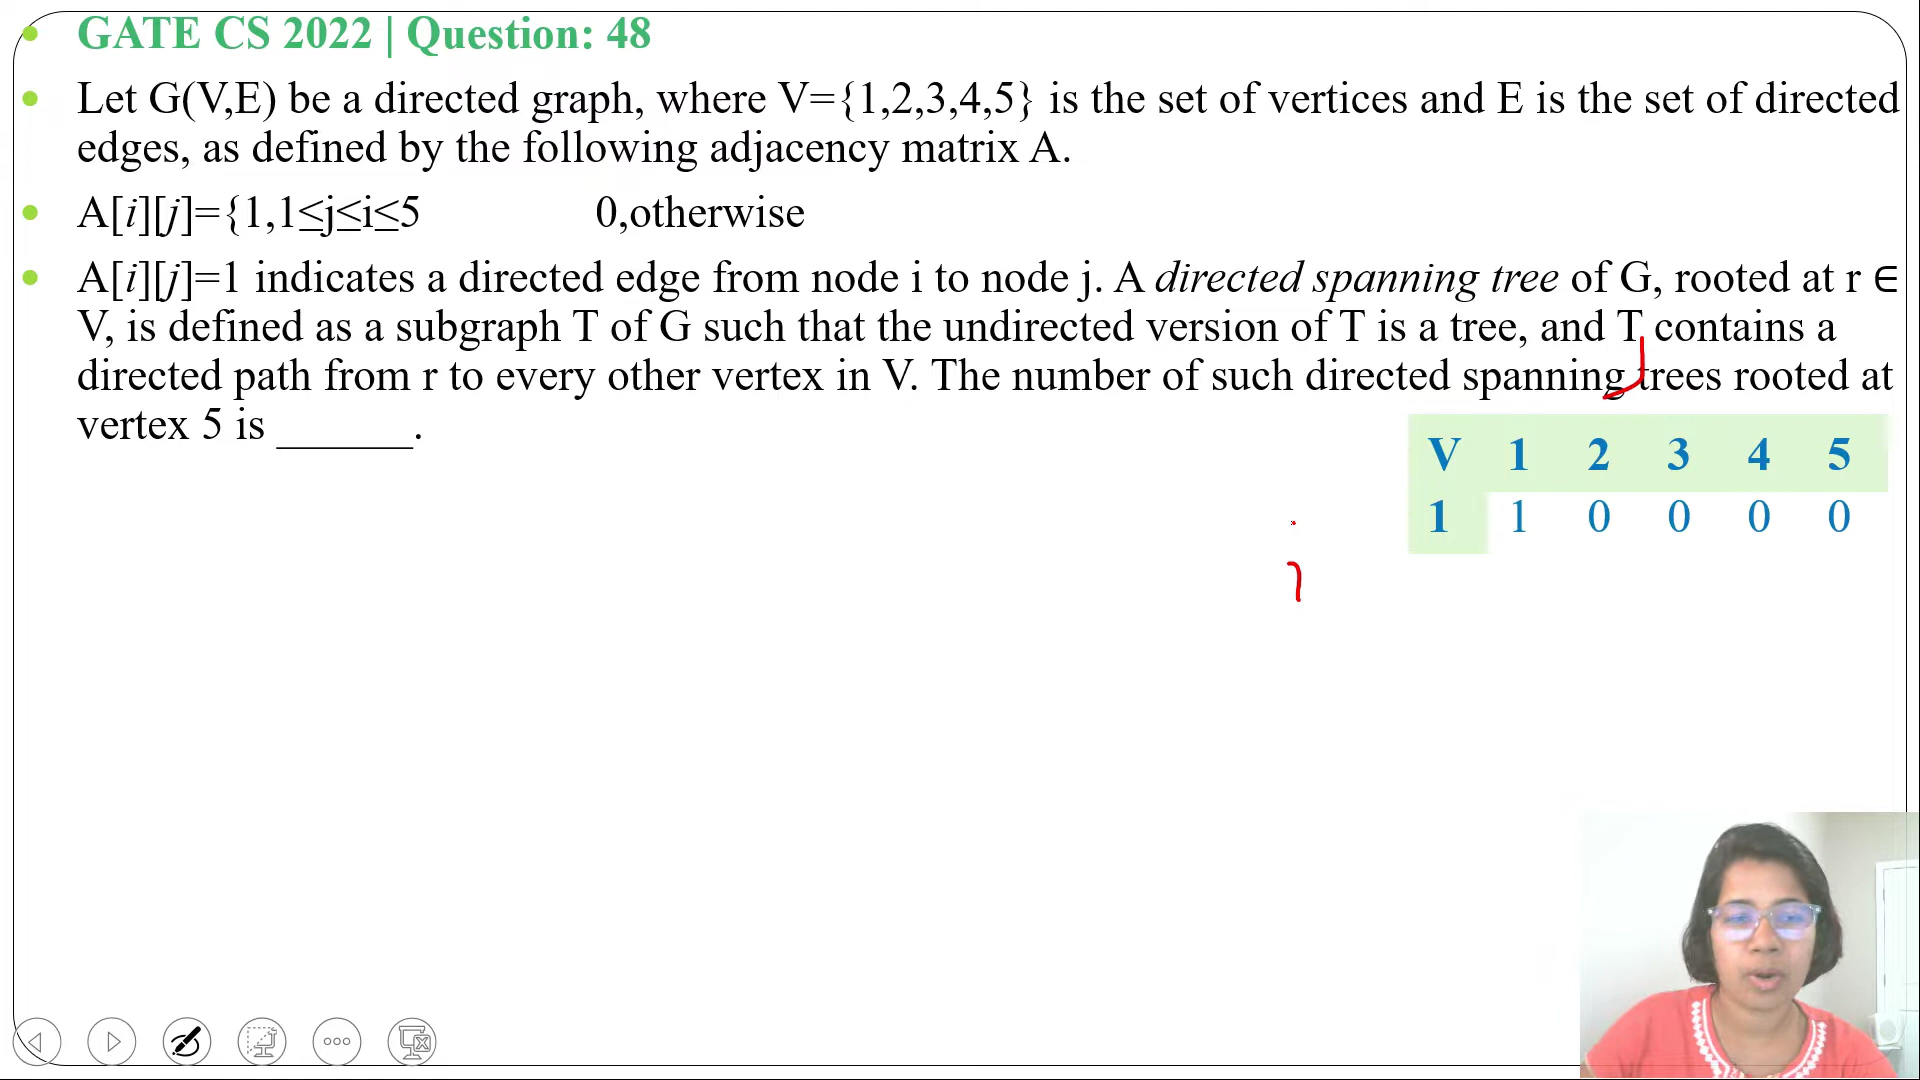 GATE CS 2022 | Question: 48
Let G(V,E) be a directed graph, where V={1,2,3,4,5} is the set of vertices and E is the set of directed
edges, as defined by the following adjacency matrix A.
A[i][j]={1,1≤j≤i≤5 0,otherwise
A[i][j]=1 indicates a directed edge from node i to node j. A directed spanning tree of G, rooted at r ∈
V, is defined as a subgraph T of G such that the undirected version of T is a tree, and T contains a
directed path from r to every other vertex in V. The number of such directed spanning trees rooted at
vertex 5 is ______.
V 1 2 3 4 5
1 1 0 0 0 0